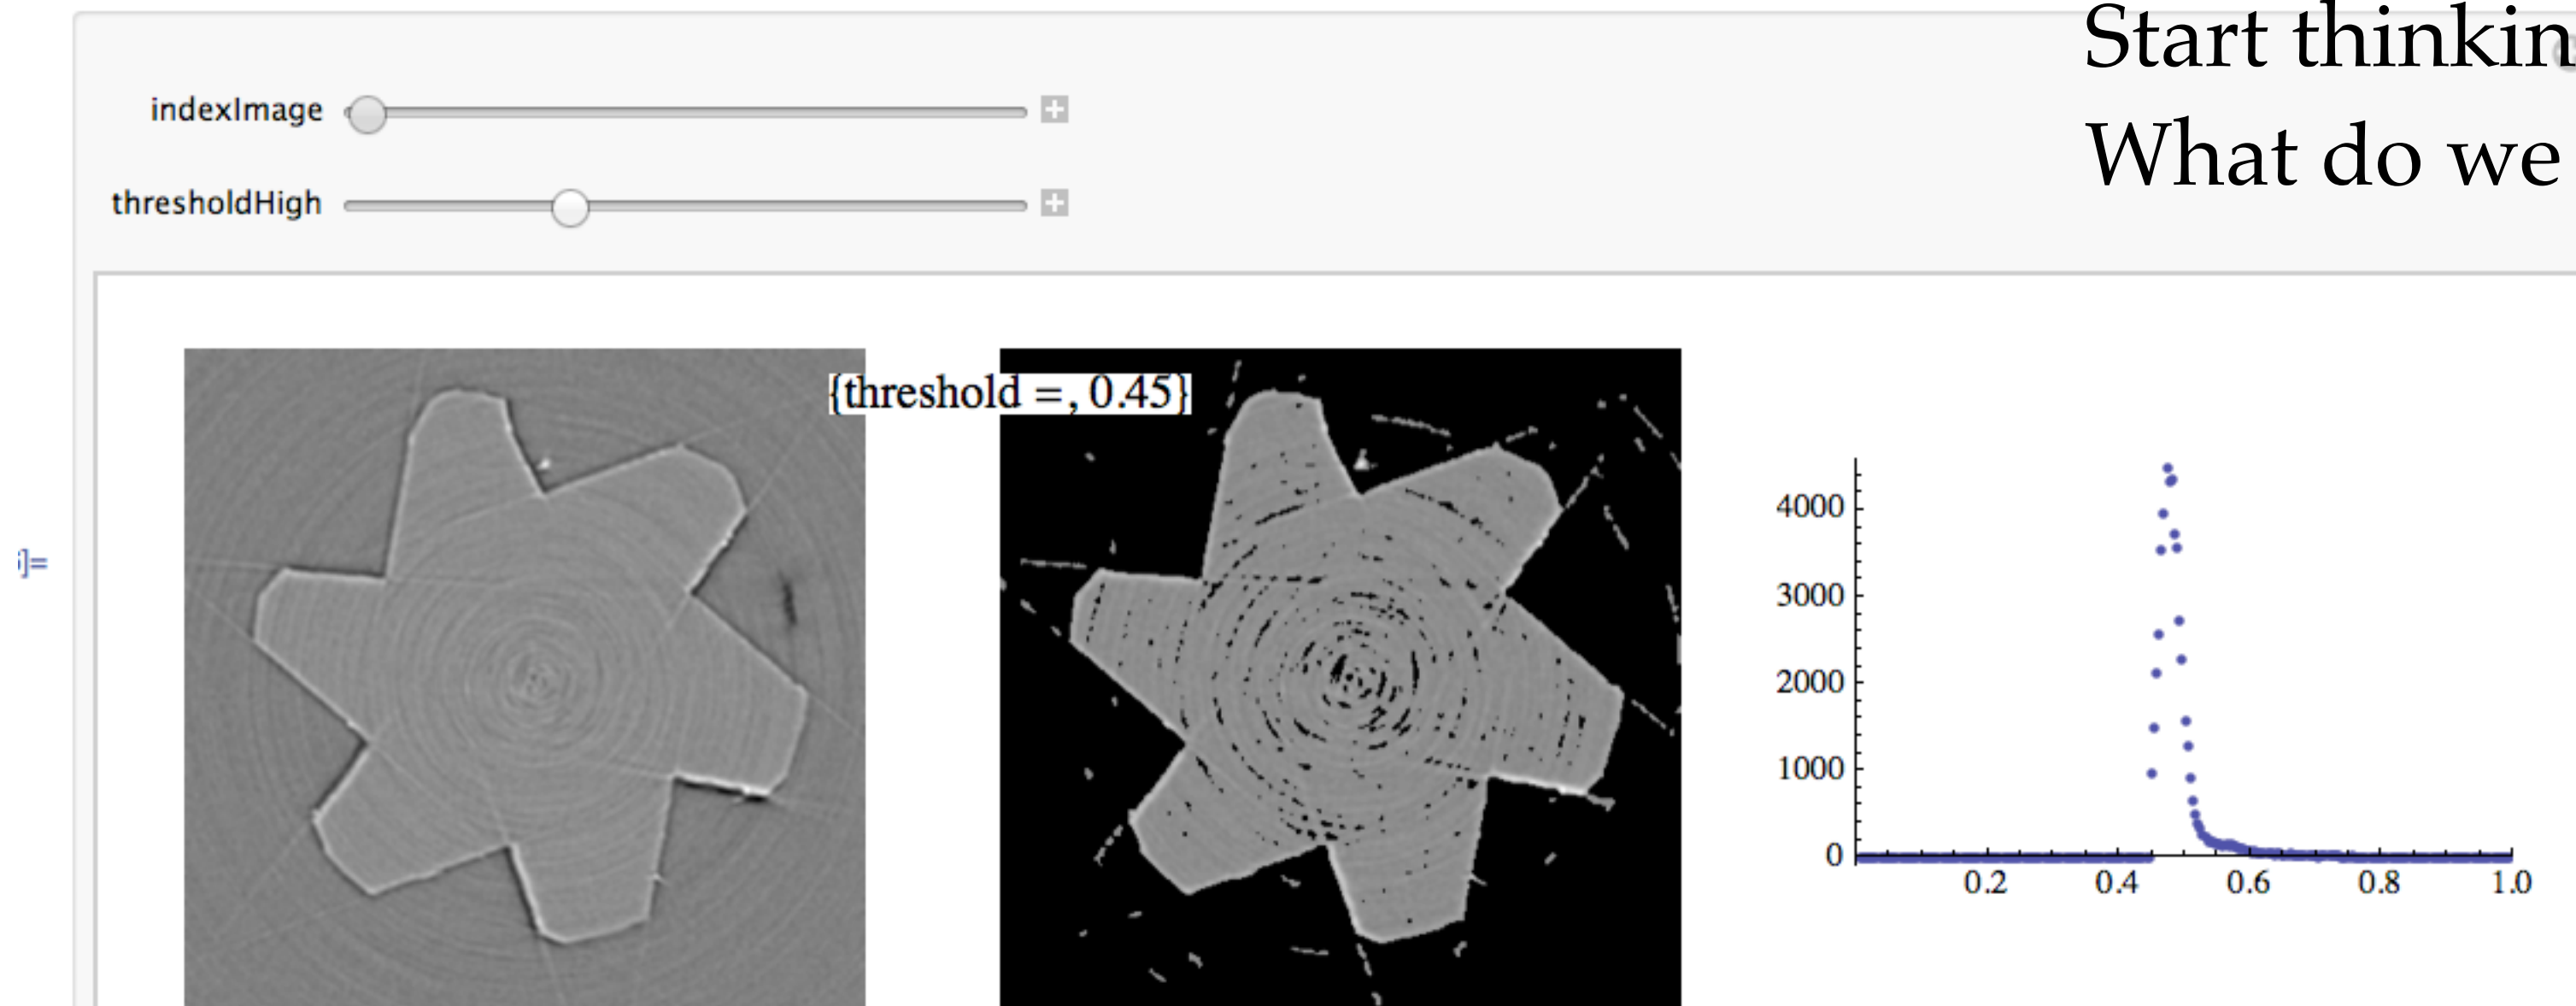 Start thinkin
What do we
indexImage
thresholdHigh
{threshold =, 0.45}
]=
4000
3000
2000
1000
0
0.2 0.4 0.6 0.8 1.0